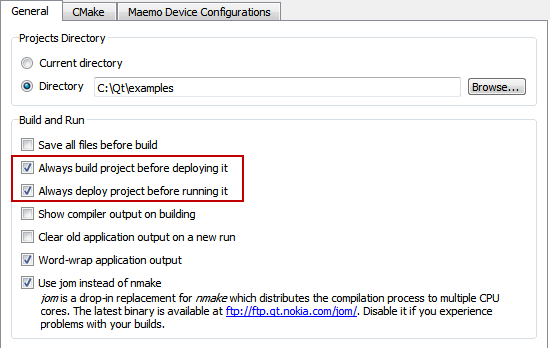 General CMake Maemo Device Configurations
Projects Directory
Current directory
Directory C:\Qt\examples Browse...
Build and Run
Save all files before build
Always build project before deploying it
Always deploy project before running it
Show compiler output on building
Clear old application output on a new run
Word-wrap application output
Use jom instead of nmake
jom is a drop-in replacement for nmake which distributes the compilation process to multiple CPU
cores. The latest binary is available at ftp://ftp.qt.nokia.com/jom/. Disable it if you experience
problems with your builds.